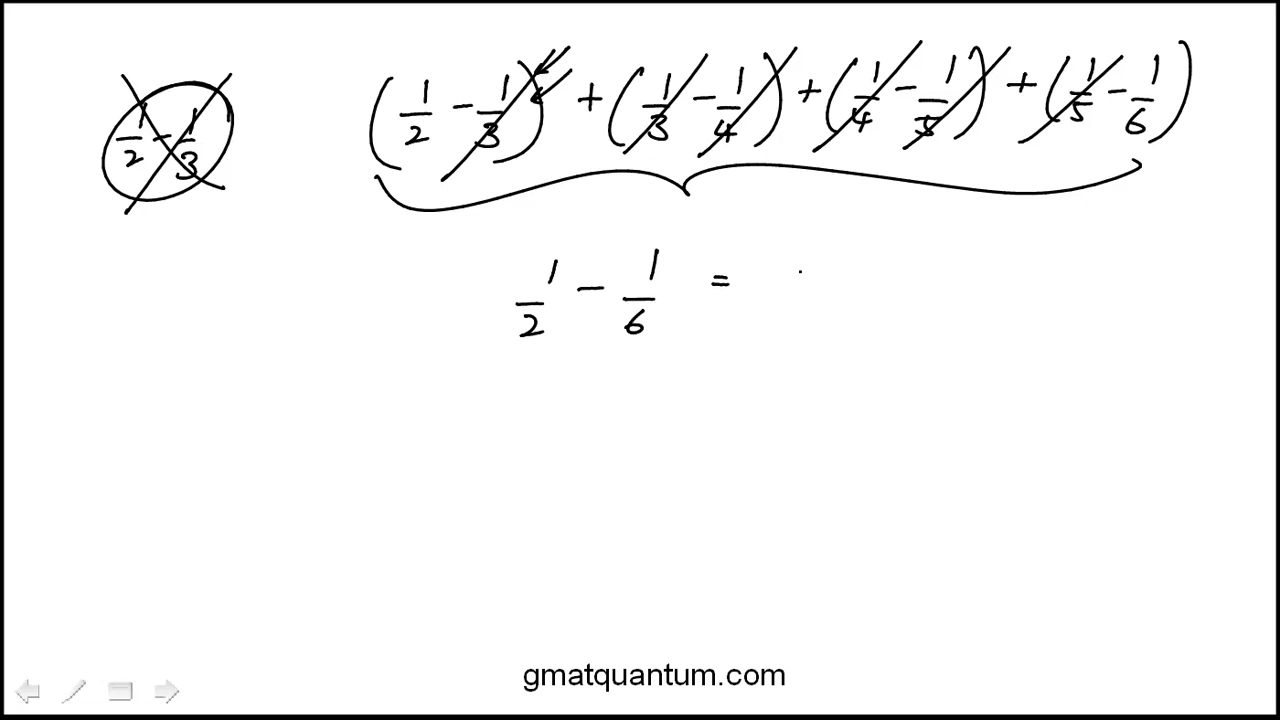 1/2 - 1/3
(1/2 - 1/3) + (1/3 - 1/4) + (1/4 - 1/5) + (1/5 - 1/6)
1/2 - 1/6 =
gmatquantum.com